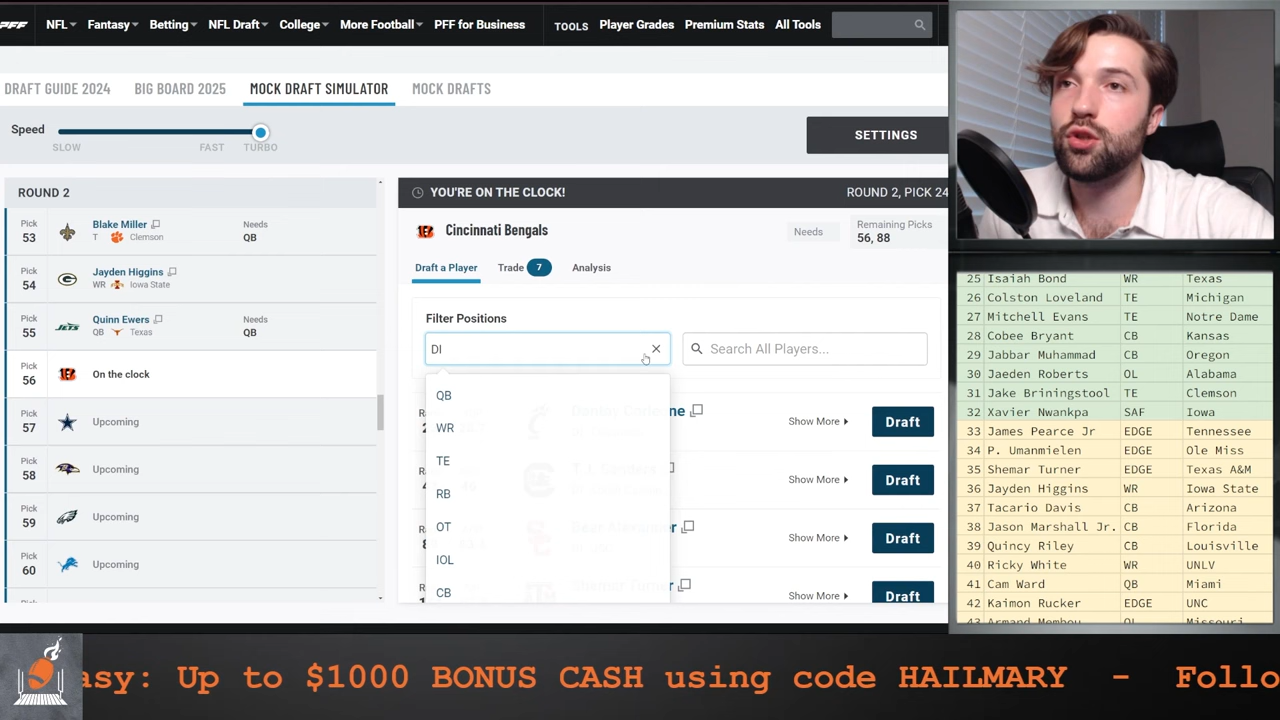 PFF
NFL
Fantasy
Betting
NFL Draft
College
More Football
PFF for Business
TOOLS
Player Grades
Premium Stats
All Tools
DRAFT GUIDE 2024
BIG BOARD 2025
MOCK DRAFT SIMULATOR
MOCK DRAFTS
Speed
SLOW
FAST
TURBO
SETTINGS
ROUND 2
Pick
53
Blake Miller
T Clemson
Needs
QB
Pick
54
Jayden Higgins
WR Iowa State
Pick
55
Quinn Ewers
QB Texas
Needs
QB
Pick
56
On the clock
Pick
57
Upcoming
Pick
58
Upcoming
Pick
59
Upcoming
Pick
60
Upcoming
YOU'RE ON THE CLOCK!
ROUND 2, PICK 24
Cincinnati Bengals
Needs
Remaining Picks
56, 88
Draft a Player
Trade 7
Analysis
Filter Positions
DI
Search All Players...
QB
WR
TE
RB
OT
IOL
CB
Show More
Draft
Show More
Draft
Show More
Draft
Show More
Draft
25 Isaiah Bond WR Texas
26 Colston Loveland TE Michigan
27 Mitchell Evans TE Notre Dame
28 Cobee Bryant CB Kansas
29 Jabbar Muhammad CB Oregon
30 Jaeden Roberts OL Alabama
31 Jake Briningstool TE Clemson
32 Xavier Nwankpa SAF Iowa
33 James Pearce Jr EDGE Tennessee
34 P. Umanmielen EDGE Ole Miss
35 Shemar Turner EDGE Texas A&M
36 Jayden Higgins WR Iowa State
37 Tacario Davis CB Arizona
38 Jason Marshall Jr. CB Florida
39 Quincy Riley CB Louisville
40 Ricky White WR UNLV
41 Cam Ward QB Miami
42 Kaimon Rucker EDGE UNC
43 Armand Membou OL Missouri
asy: Up to $1000 BONUS CASH using code HAILMARY - Follo